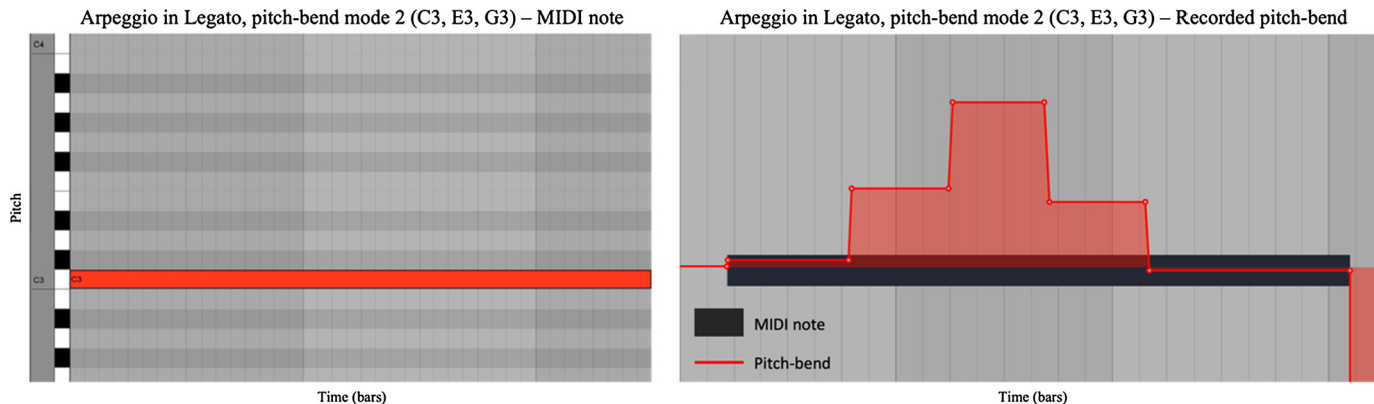 Arpeggio in Legato, pitch-bend mode 2 (C3, E3, G3) – MIDI note
C4
Pitch
C3
C3
Time (bars)
Arpeggio in Legato, pitch-bend mode 2 (C3, E3, G3) – Recorded pitch-bend
MIDI note
Pitch-bend
Time (bars)